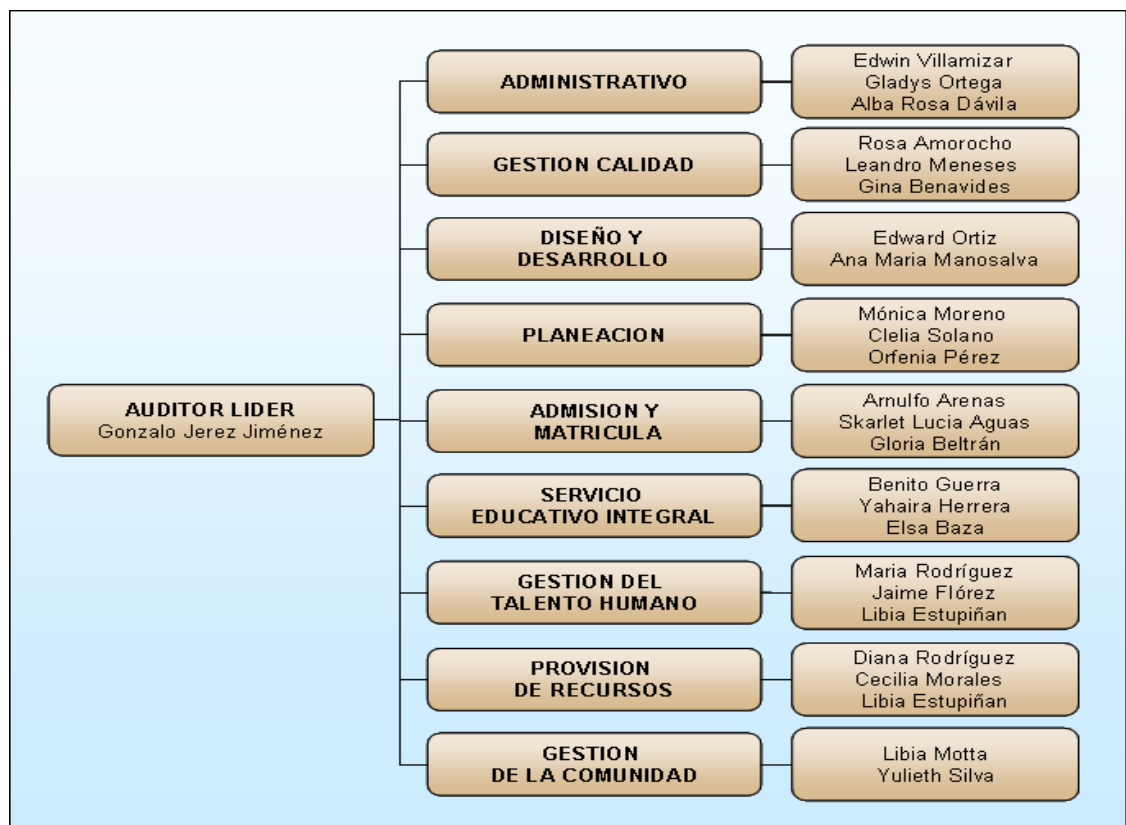 AUDITOR LIDER
Gonzalo Jerez Jiménez
ADMINISTRATIVO
Edwin Villamizar
Gladys Ortega
Alba Rosa Dávila
GESTION CALIDAD
Rosa Amorocho
Leandro Meneses
Gina Benavides
DISEÑO Y
DESARROLLO
Edward Ortiz
Ana Maria Manosalva
PLANEACION
Mónica Moreno
Clelia Solano
Orfenia Pérez
ADMISION Y
MATRICULA
Arnulfo Arenas
Skarlet Lucia Aguas
Gloria Beltrán
SERVICIO
EDUCATIVO INTEGRAL
Benito Guerra
Yahaira Herrera
Elsa Baza
GESTION DEL
TALENTO HUMANO
Maria Rodríguez
Jaime Flórez
Libia Estupiñan
PROVISION
DE RECURSOS
Diana Rodríguez
Cecilia Morales
Libia Estupiñan
GESTION
DE LA COMUNIDAD
Libia Motta
Yulieth Silva